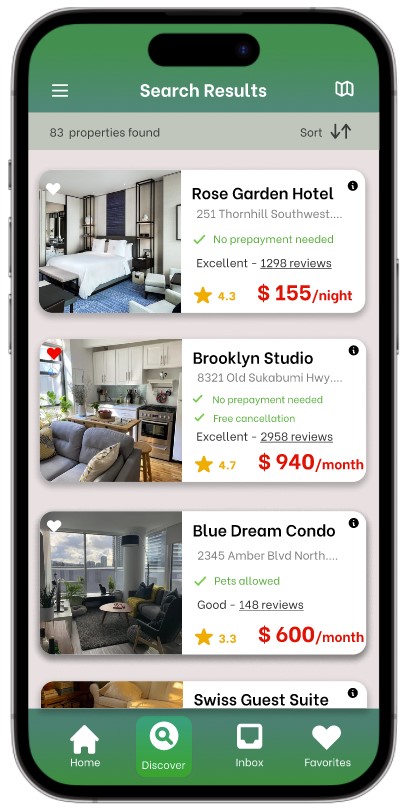 Search Results
83 properties found
Sort
Rose Garden Hotel
251 Thornhill Southwest....
No prepayment needed
Excellent - 1298 reviews
4.3
$ 155/night
Brooklyn Studio
8321 Old Sukabumi Hwy....
No prepayment needed
Free cancellation
Excellent - 2958 reviews
4.7
$ 940/month
Blue Dream Condo
2345 Amber Blvd North....
Pets allowed
Good - 148 reviews
3.3
$ 600/month
Swiss Guest Suite
Home
Discover
Inbox
Favorites